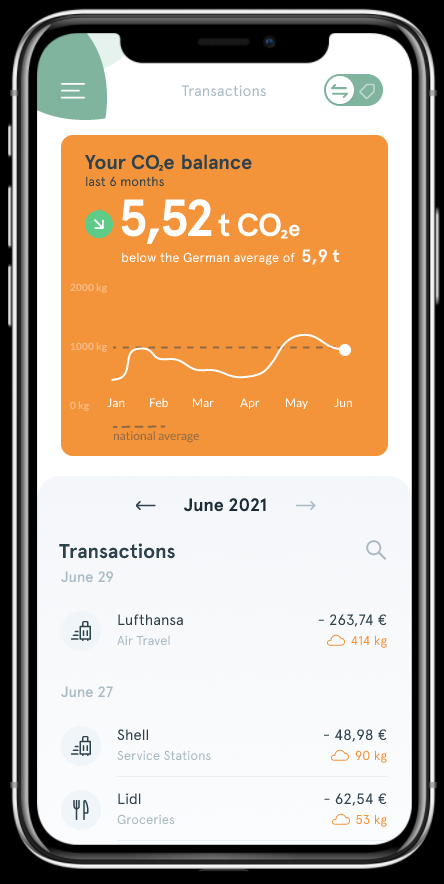 Transactions
Your CO₂e balance
last 6 months
5,52 t CO₂e
below the German average of 5,9 t
2000 kg
1000 kg
0 kg
Jan Feb Mar Apr May Jun
national average
June 2021
Transactions
June 29
Lufthansa - 263,74 €
Air Travel 414 kg
June 27
Shell - 48,98 €
Service Stations 90 kg
Lidl - 62,54 €
Groceries 53 kg